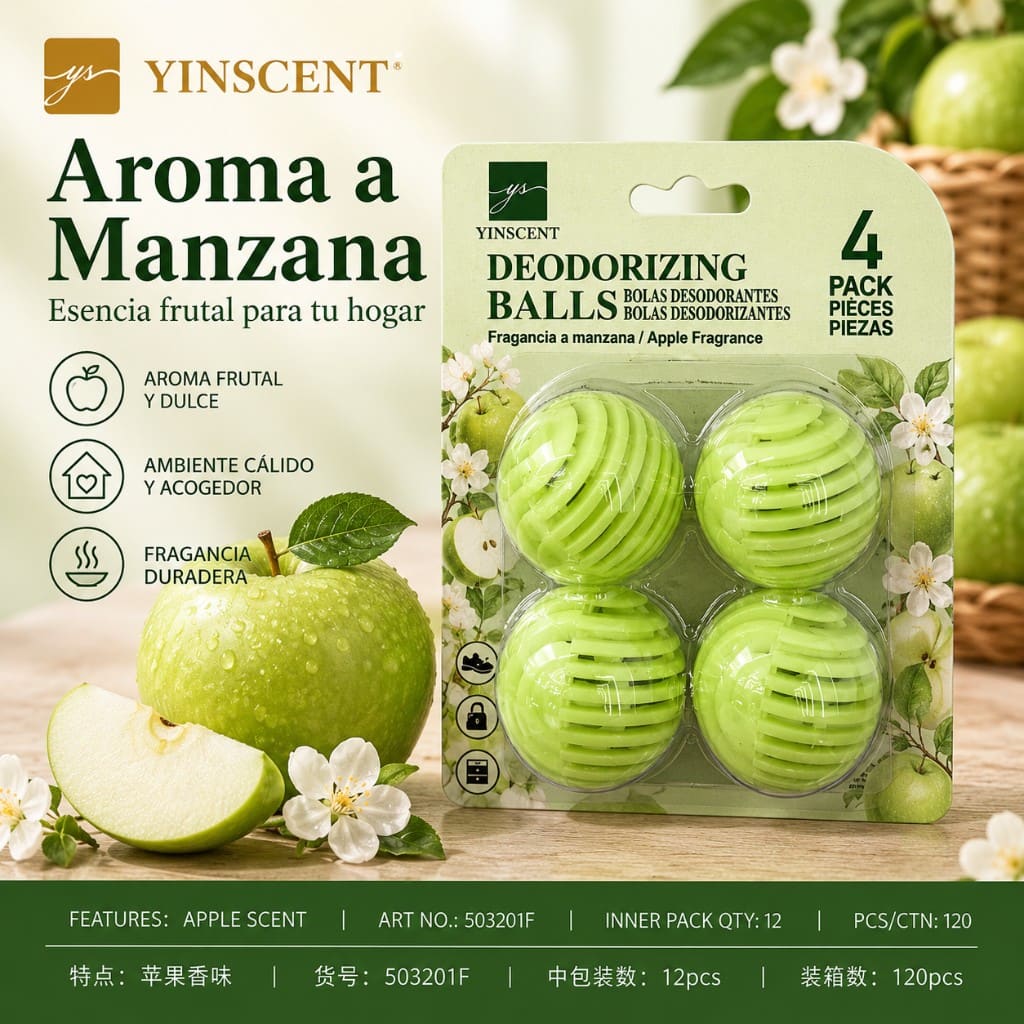 ys
YINSCENT®
Aroma a
Manzana
Esencia frutal para tu hogar
AROMA FRUTAL
Y DULCE
AMBIENTE CÁLIDO
Y ACOGEDOR
FRAGANCIA
DURADERA
ys
YINSCENT
DEODORIZING
BALLS
BOLAS DESODORANTES
BOLAS DESODORIZANTES
Fragancia a manzana / Apple Fragrance
4
PACK
PIÈCES
PIEZAS
FEATURES: APPLE SCENT | ART NO.: 503201F | INNER PACK QTY: 12 | PCS/CTN: 120
特点：苹果香味 | 货号：503201F | 中包装数：12pcs | 装箱数：120pcs